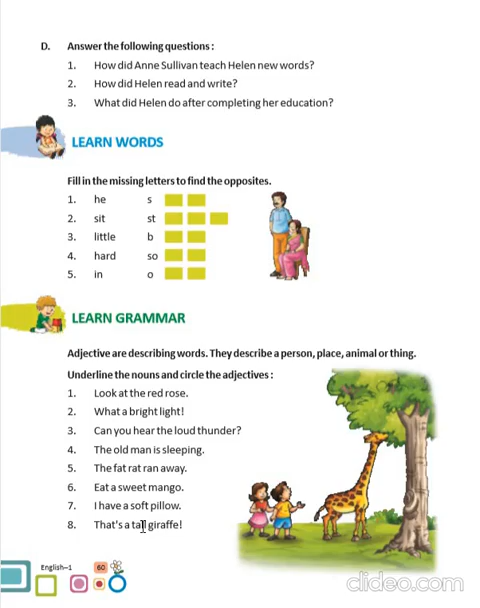 D. Answer the following questions :
1. How did Anne Sullivan teach Helen new words?
2. How did Helen read and write?
3. What did Helen do after completing her education?
LEARN WORDS
Fill in the missing letters to find the opposites.
1. he s
2. sit st
3. little b
4. hard so
5. in o
LEARN GRAMMAR
Adjective are describing words. They describe a person, place, animal or thing.
Underline the nouns and circle the adjectives :
1. Look at the red rose.
2. What a bright light!
3. Can you hear the loud thunder?
4. The old man is sleeping.
5. The fat rat ran away.
6. Eat a sweet mango.
7. I have a soft pillow.
8. That's a tall giraffe!
English–1 60
clideo.com